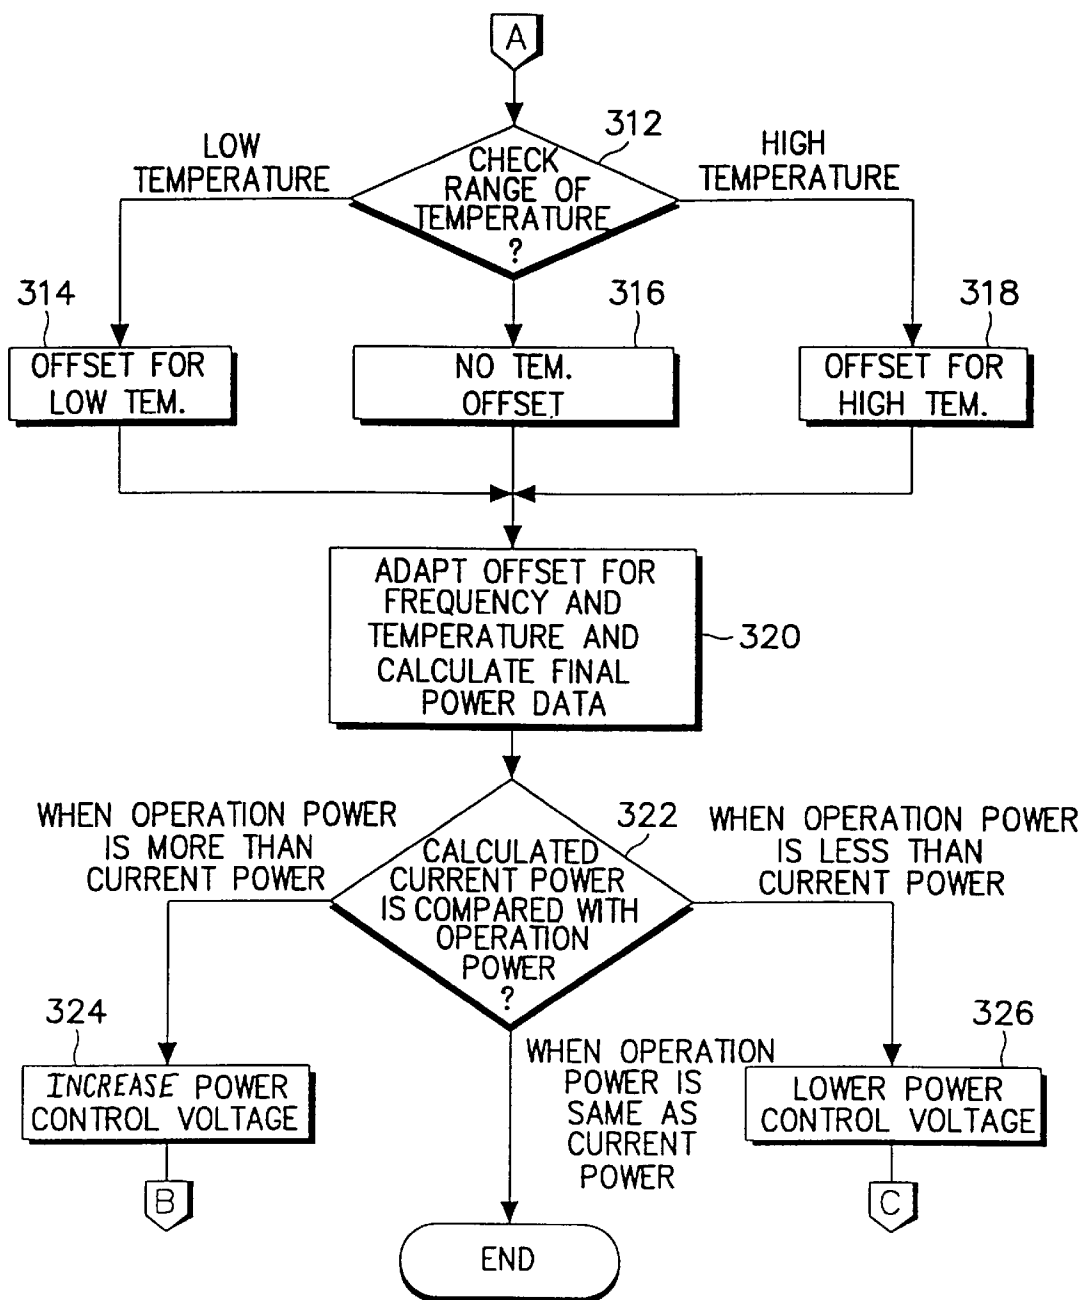 A
312
LOW
TEMPERATURE
CHECK
RANGE OF
TEMPERATURE
?
HIGH
TEMPERATURE
314
316
318
OFFSET FOR
LOW TEM.
NO TEM.
OFFSET
OFFSET FOR
HIGH TEM.
ADAPT OFFSET FOR
FREQUENCY AND
TEMPERATURE AND
CALCULATE FINAL
POWER DATA
320
WHEN OPERATION POWER
IS MORE THAN
CURRENT POWER
322
CALCULATED
CURRENT POWER
IS COMPARED WITH
OPERATION
POWER
?
WHEN OPERATION POWER
IS LESS THAN
CURRENT POWER
324
INCREASE POWER
CONTROL VOLTAGE
WHEN OPERATION
POWER IS
SAME AS
CURRENT
POWER
326
LOWER POWER
CONTROL VOLTAGE
B
C
END